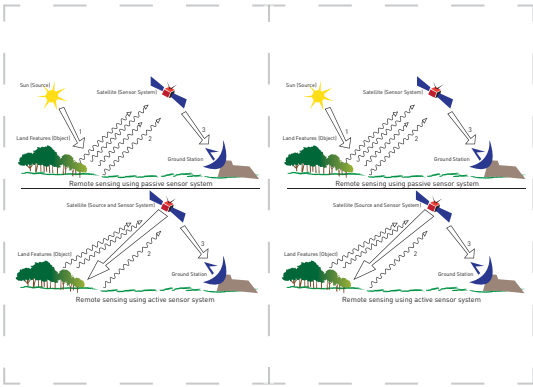 Sun (Source)
Satellite (Sensor System)
1
3
Land Features (Object)
2
Ground Station
Remote sensing using passive sensor system
Satellite (Source and Sensor System)
3
Land Features (Object)
2
Ground Station
Remote sensing using active sensor system
Sun (Source)
Satellite (Sensor System)
1
3
Land Features (Object)
2
Ground Station
Remote sensing using passive sensor system
Satellite (Source and Sensor System)
3
Land Features (Object)
2
Ground Station
Remote sensing using active sensor system